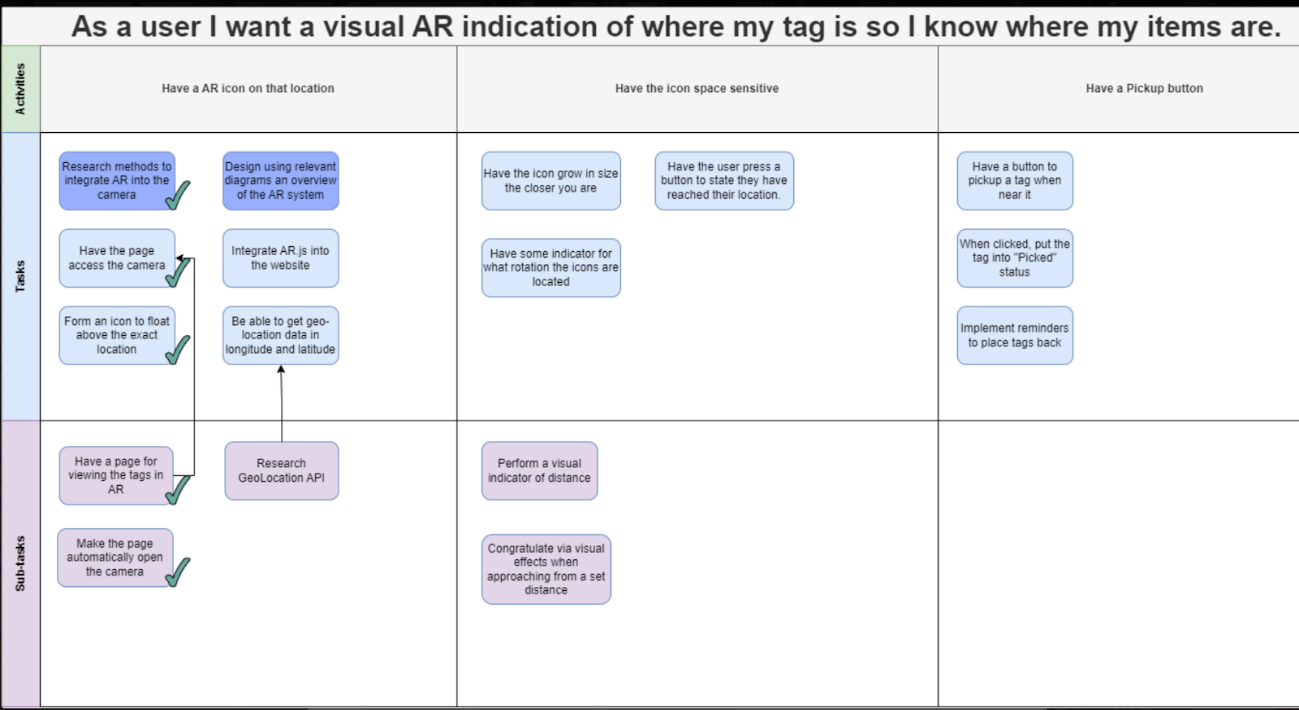 As a user I want a visual AR indication of where my tag is so I know where my items are.
Activities
Have a AR icon on that location
Have the icon space sensitive
Have a Pickup button
Tasks
Research methods to
integrate AR into the
camera
Design using relevant
diagrams an overview
of the AR system
Have the page
access the camera
Integrate AR.js into
the website
Form an icon to float
above the exact
location
Be able to get geo-
location data in
longitude and latitude
Have the icon grow in size
the closer you are
Have the user press a
button to state they have
reached their location.
Have some indicator for
what rotation the icons are
located
Have a button to
pickup a tag when
near it
When clicked, put the
tag into "Picked"
status
Implement reminders
to place tags back
Sub-tasks
Have a page for
viewing the tags in
AR
Research
GeoLocation API
Make the page
automatically open
the camera
Perform a visual
indicator of distance
Congratulate via visual
effects when
approaching from a set
distance